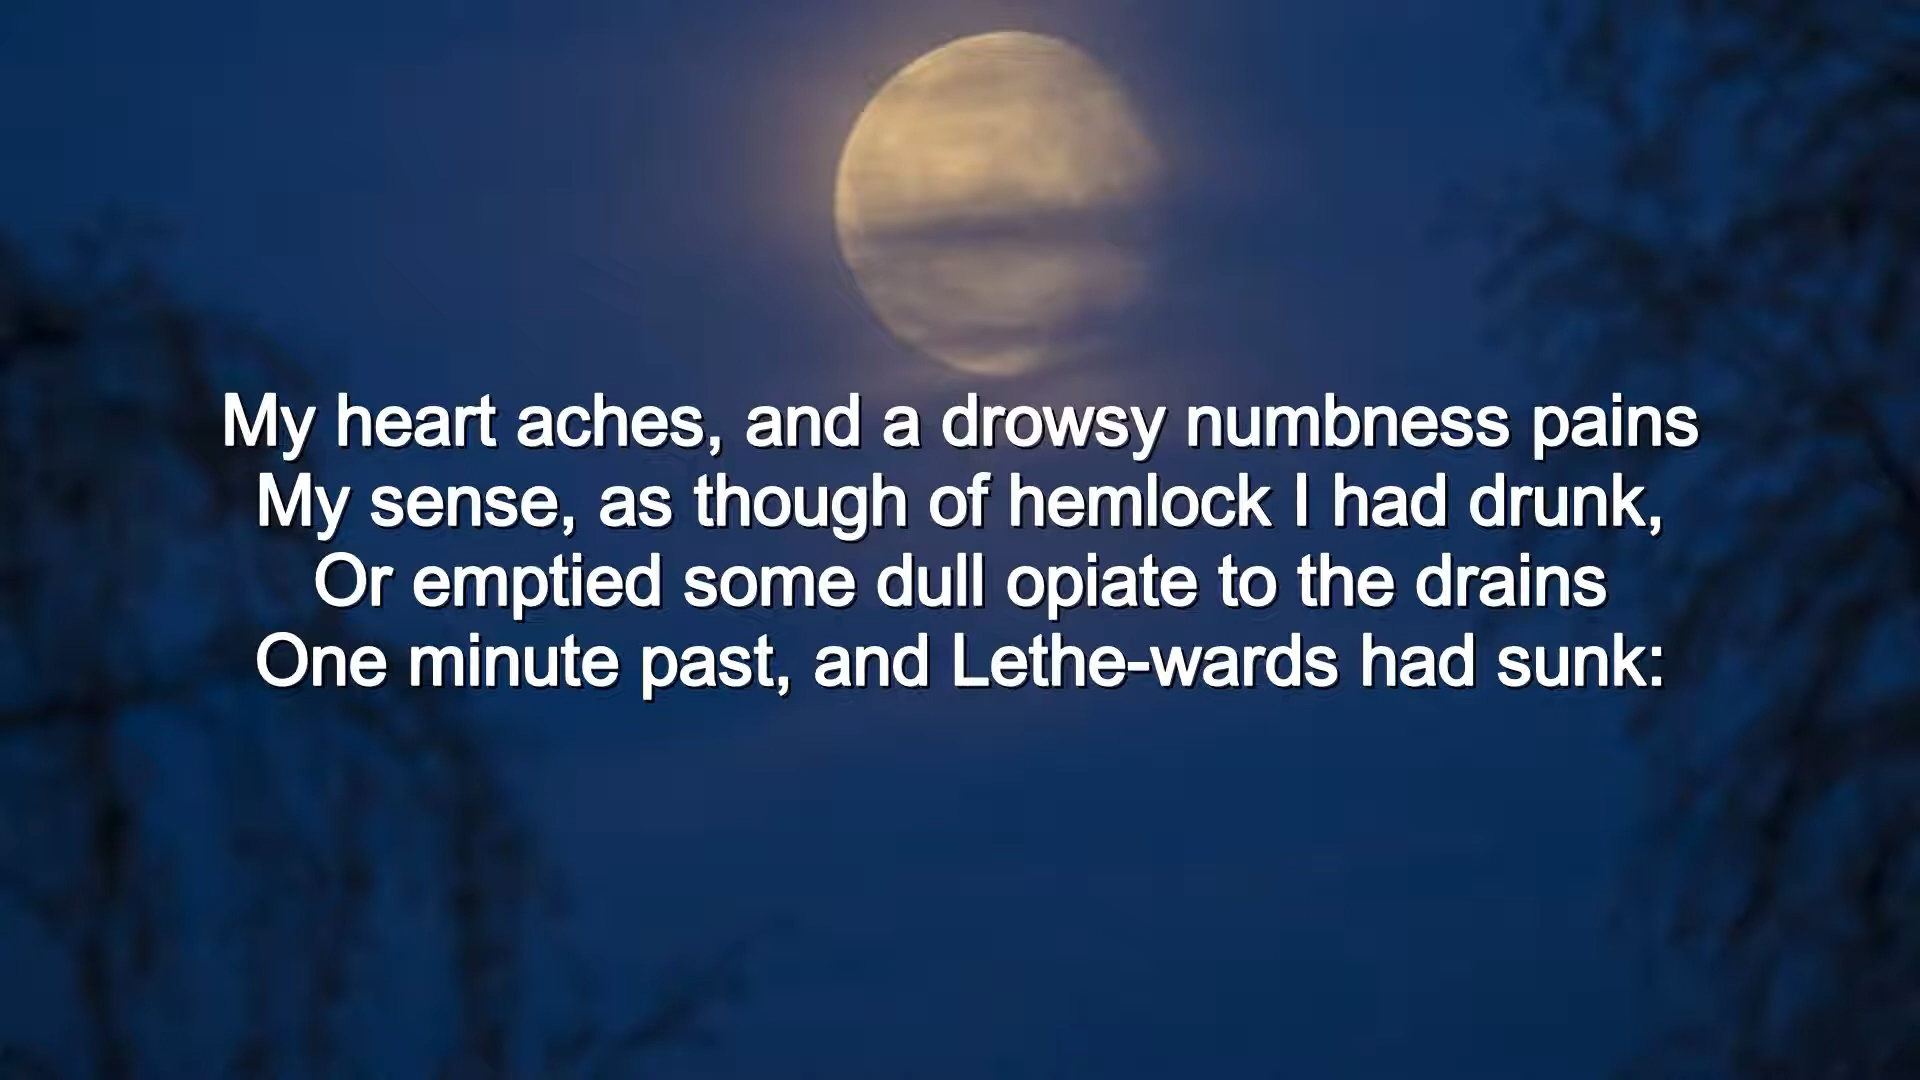 My heart aches, and a drowsy numbness pains
My sense, as though of hemlock I had drunk,
Or emptied some dull opiate to the drains
One minute past, and Lethe-wards had sunk: